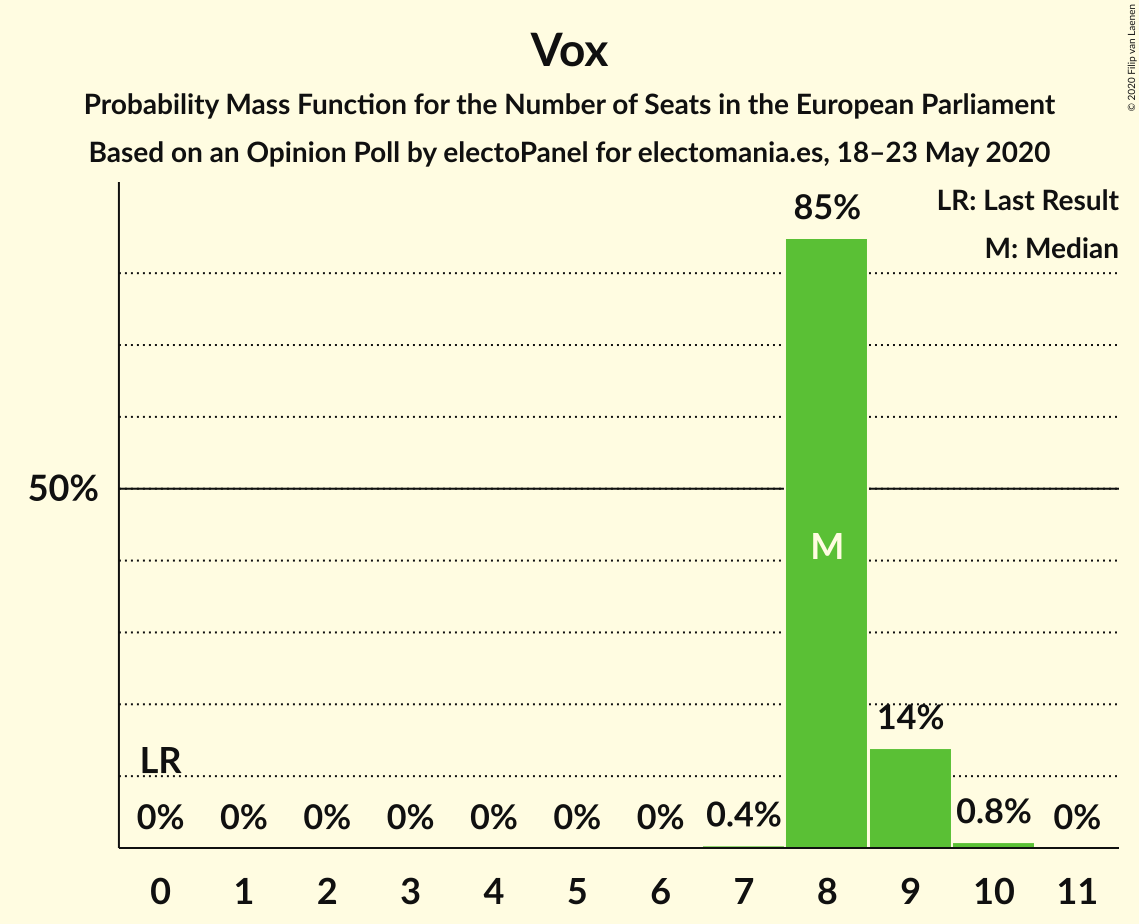 Vox
Probability Mass Function for the Number of Seats in the European Parliament
Based on an Opinion Poll by electoPanel for electomania.es, 18–23 May 2020
© 2020 Filip van Laenen
LR: Last Result
M: Median
85%
50%
M
14%
LR
0% 0% 0% 0% 0% 0% 0% 0.4% 0.8% 0%
0 1 2 3 4 5 6 7 8 9 10 11